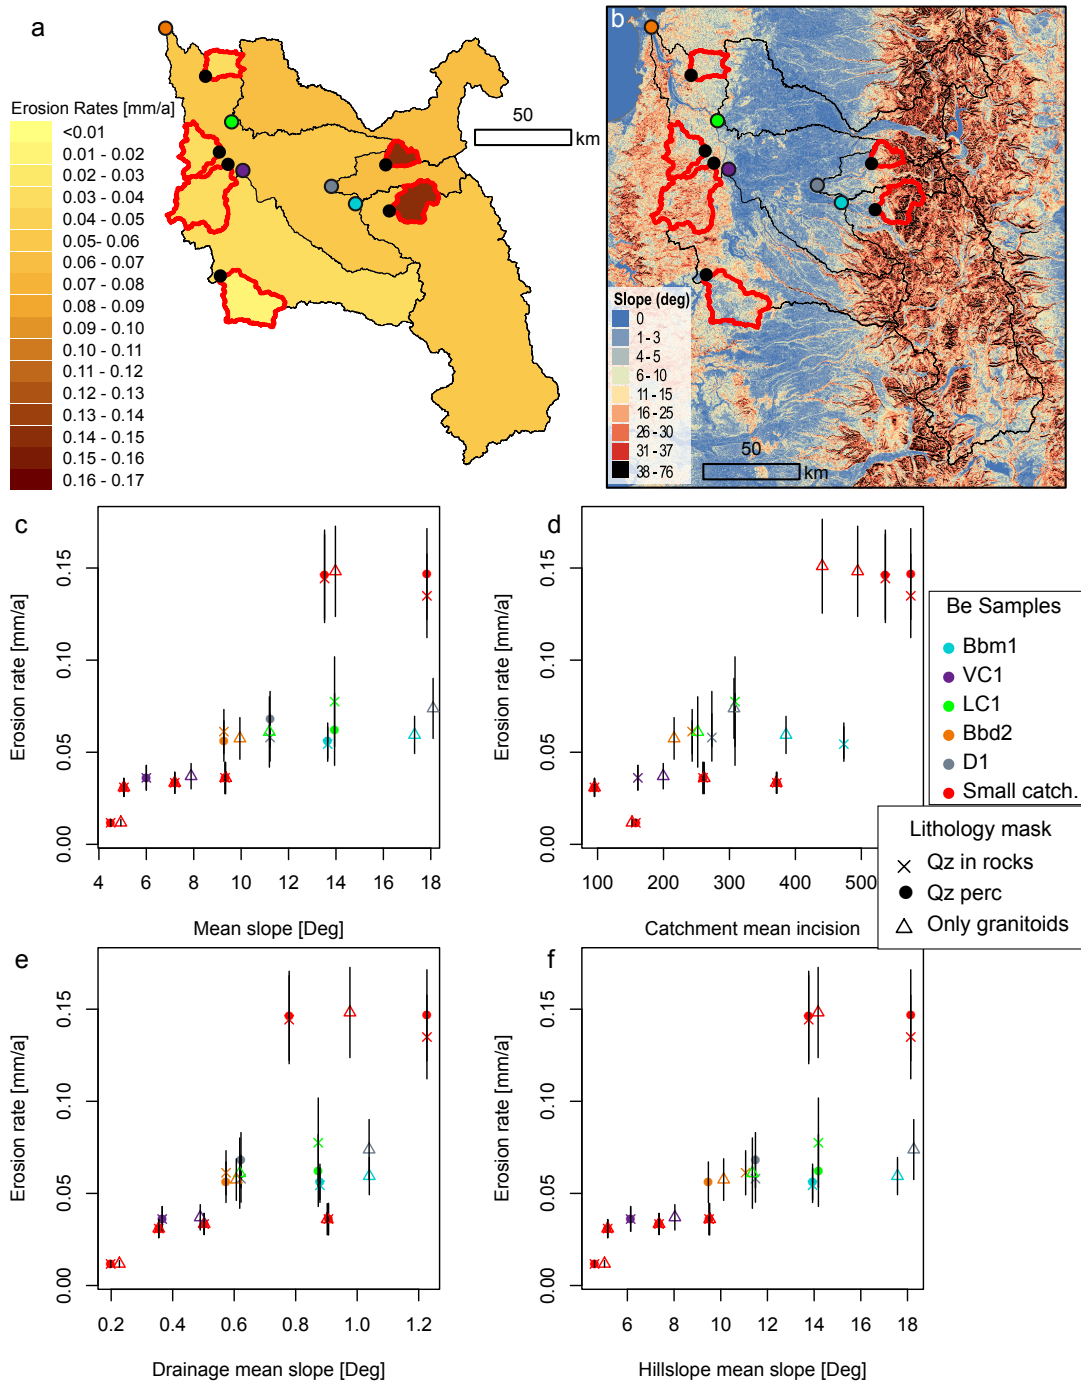 a
Erosion Rates [mm/a]
<0.01
0.01 - 0.02
0.02 - 0.03
0.03 - 0.04
0.04 - 0.05
0.05- 0.06
0.06 - 0.07
0.07 - 0.08
0.08 - 0.09
0.09 - 0.10
0.10 - 0.11
0.11 - 0.12
0.12 - 0.13
0.13 - 0.14
0.14 - 0.15
0.15 - 0.16
0.16 - 0.17
50
km
b
Slope (deg)
0
1 - 3
4 - 5
6 - 10
11 - 15
16 - 25
26 - 30
31 - 37
38 - 76
50
km
c
Erosion rate [mm/a]
0.00
0.05
0.10
0.15
4
6
8
10
12
14
16
18
Mean slope [Deg]
d
Erosion rate [mm/a]
0.00
0.05
0.10
0.15
100
200
300
400
500
Catchment mean incision
Be Samples
Bbm1
VC1
LC1
Bbd2
D1
Small catch.
Lithology mask
Qz in rocks
Qz perc
Only granitoids
e
Erosion rate [mm/a]
0.00
0.05
0.10
0.15
0.2
0.4
0.6
0.8
1.0
1.2
Drainage mean slope [Deg]
f
Erosion rate [mm/a]
0.00
0.05
0.10
0.15
6
8
10
12
14
16
18
Hillslope mean slope [Deg]